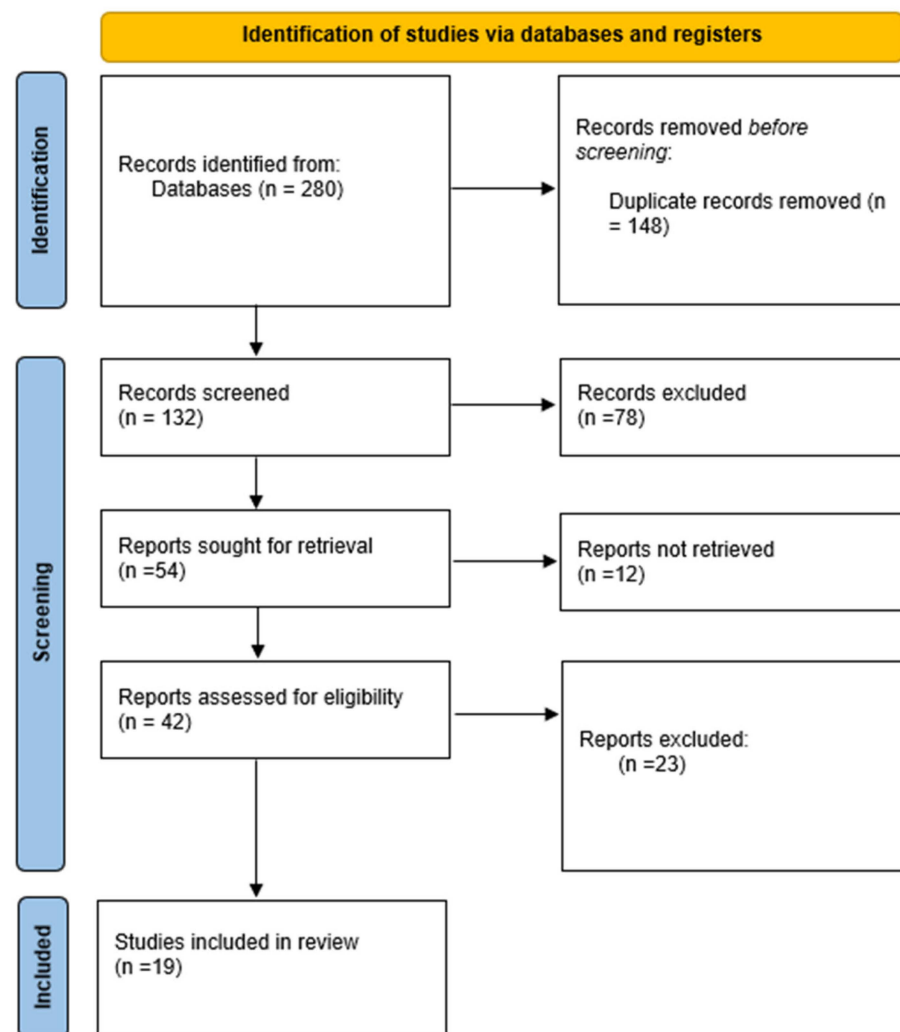 Identification of studies via databases and registers
Identification
Records identified from:
Databases (n = 280)
Records removed before
screening:
Duplicate records removed (n
= 148)
Screening
Records screened
(n = 132)
Records excluded
(n =78)
Reports sought for retrieval
(n =54)
Reports not retrieved
(n =12)
Reports assessed for eligibility
(n = 42)
Reports excluded:
(n =23)
Included
Studies included in review
(n =19)